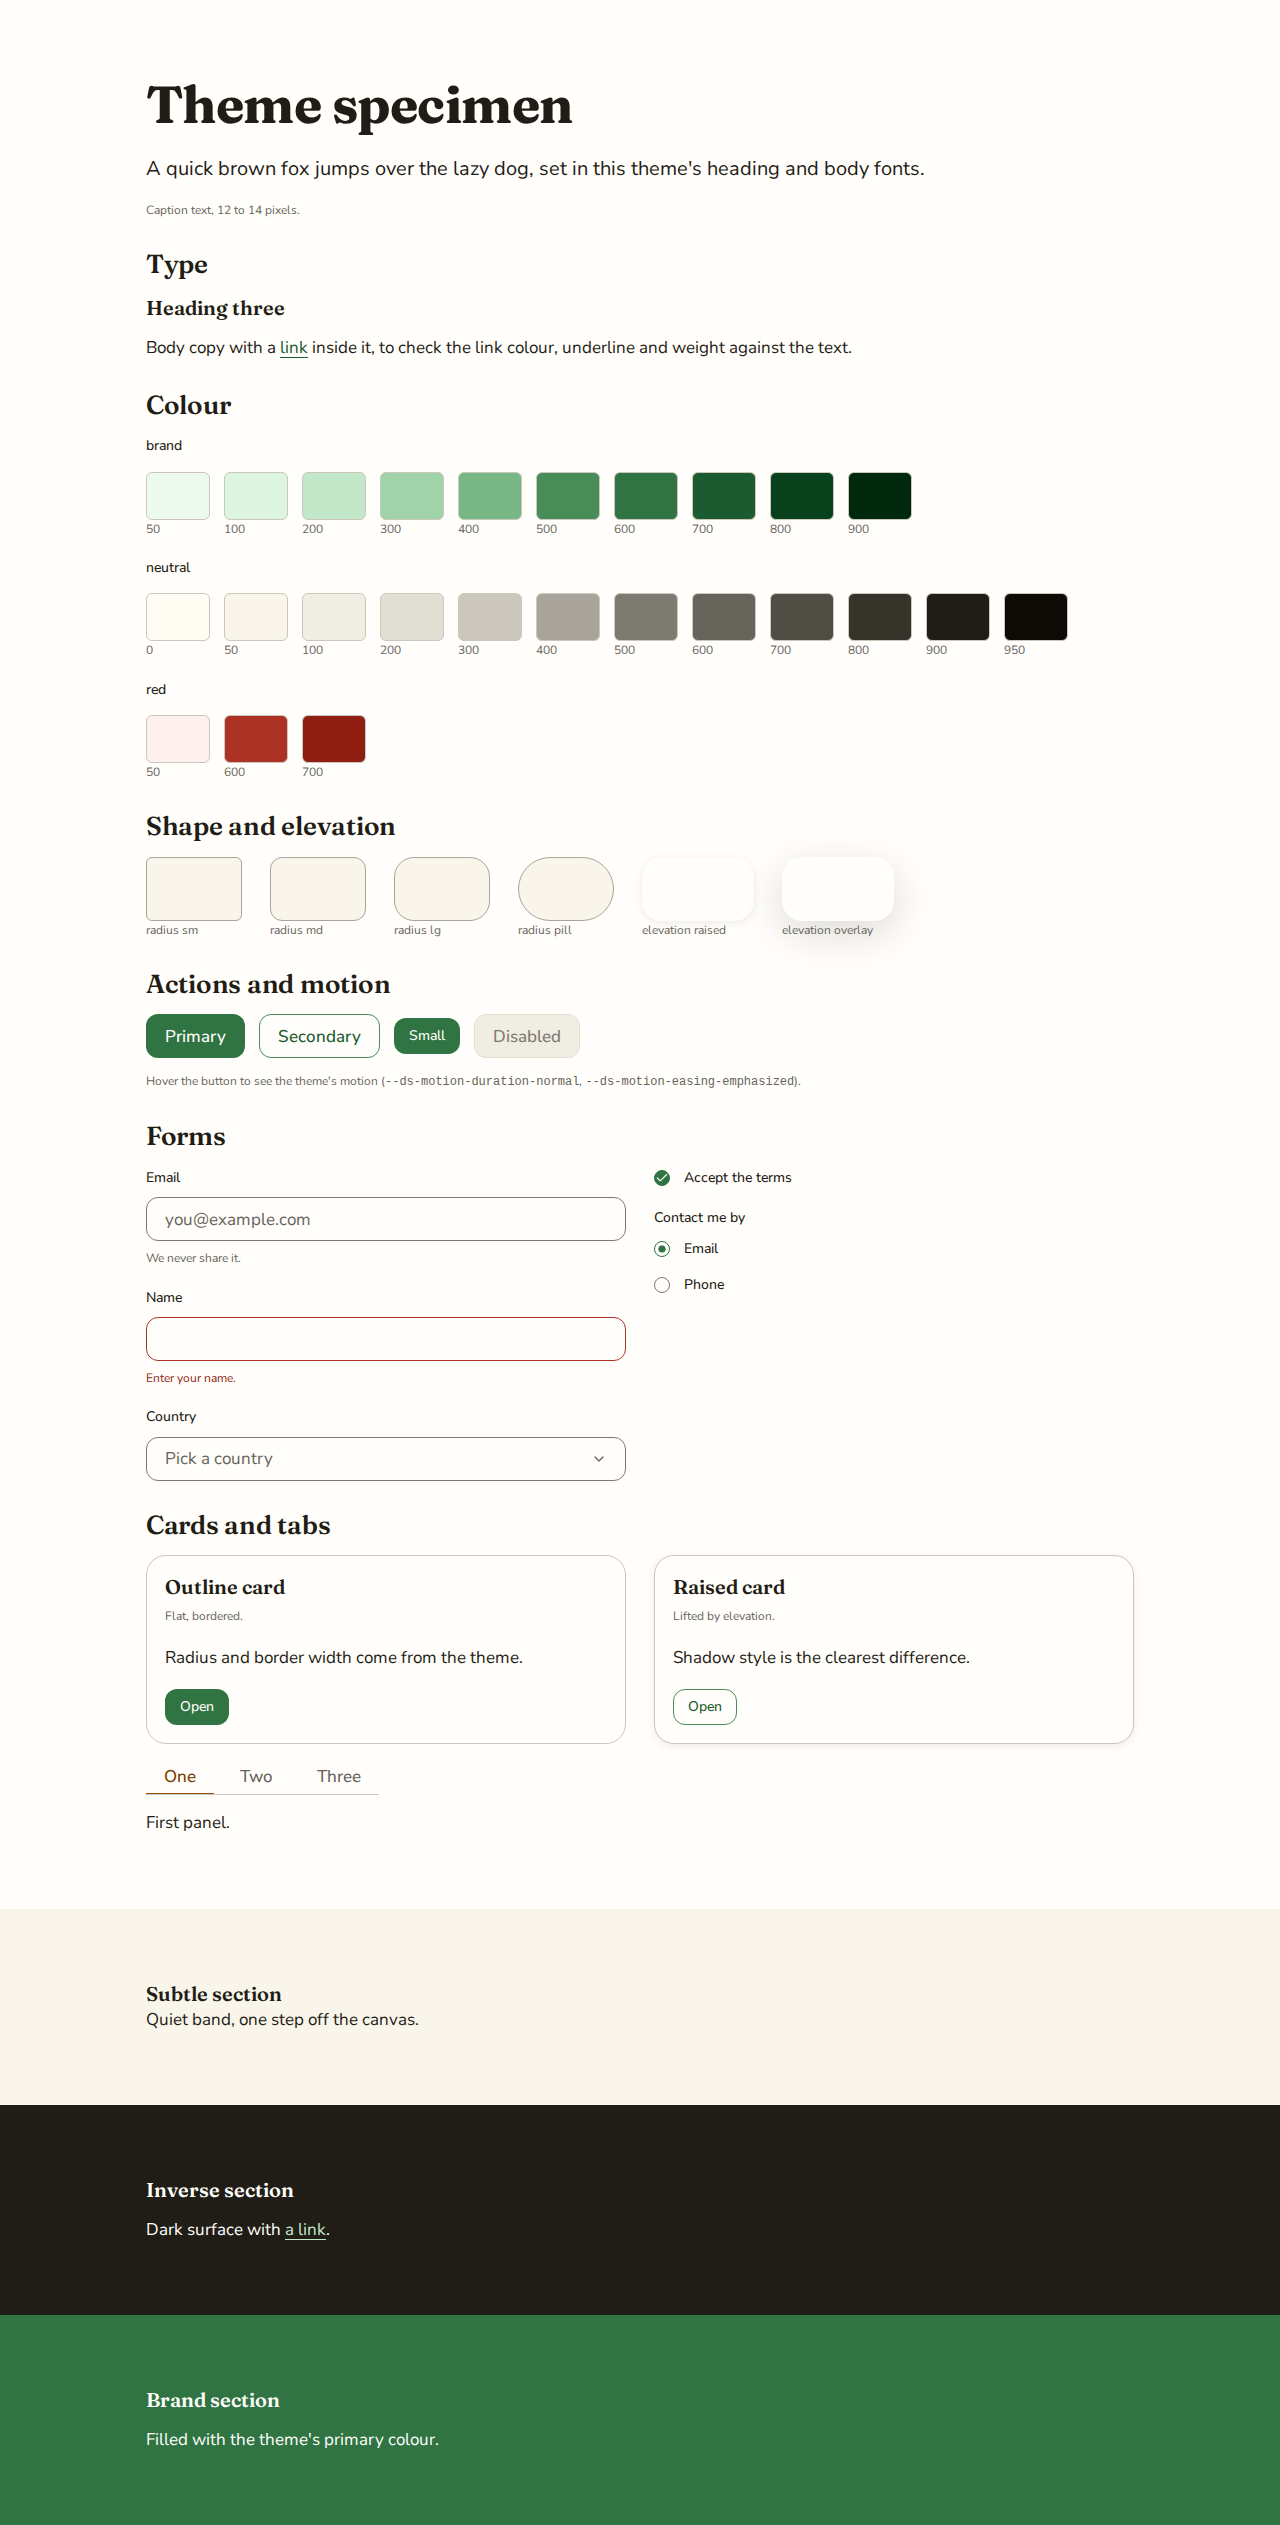 Theme specimen
A quick brown fox jumps over the lazy dog, set in this theme's heading and body fonts.
Caption text, 12 to 14 pixels.
Type
Heading three
Body copy with a link inside it, to check the link colour, underline and weight against the text.
Colour
brand
50 100 200 300 400 500 600 700 800 900
neutral
0 50 100 200 300 400 500 600 700 800 900 950
red
50 600 700
Shape and elevation
radius sm radius md radius lg radius pill elevation raised elevation overlay
Actions and motion
Primary Secondary Small Disabled
Hover the button to see the theme's motion (--ds-motion-duration-normal, --ds-motion-easing-emphasized).
Forms
Email
you@example.com
We never share it.
Name
Enter your name.
Country
Pick a country
Accept the terms
Contact me by
Email
Phone
Cards and tabs
Outline card
Flat, bordered.
Radius and border width come from the theme.
Open
Raised card
Lifted by elevation.
Shadow style is the clearest difference.
Open
One Two Three
First panel.
Subtle section
Quiet band, one step off the canvas.
Inverse section
Dark surface with a link.
Brand section
Filled with the theme's primary colour.